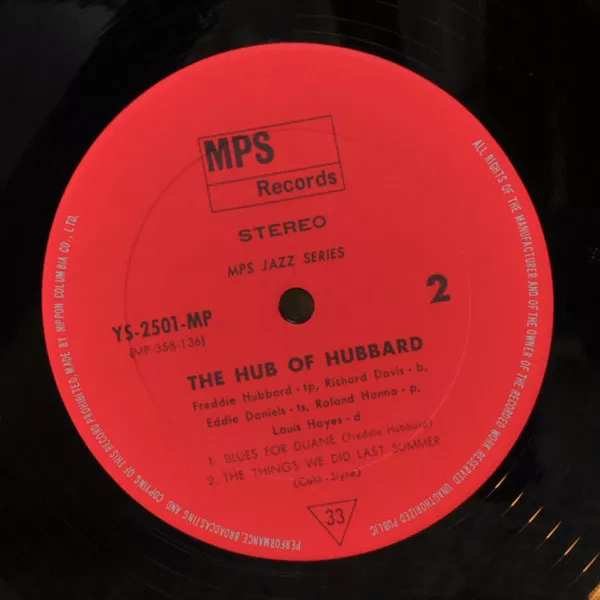 MPS
Records
STEREO
MPS JAZZ SERIES
2
YS-2501-MP
(MP 358-136)
THE HUB OF HUBBARD
Freddie Hubbard-tp, Richard Davis-b,
Eddie Daniels-ts, Roland Hanna-p,
Louis Hayes-d
1. BLUES FOR DUANE (Freddie Hubbard)
2. THE THINGS WE DID LAST SUMMER
(Cahn-Styne)
33
ALL RIGHTS OF THE MANUFACTURER AND OF THE OWNER OF THE RECORDED WORK RESERVED UNAUTHORIZED PUBLIC
PERFORMANCE, BROADCASTING AND COPYING OF THIS RECORD PROHIBITED, MADE BY NIPPON COLUMBIA CO., LTD.